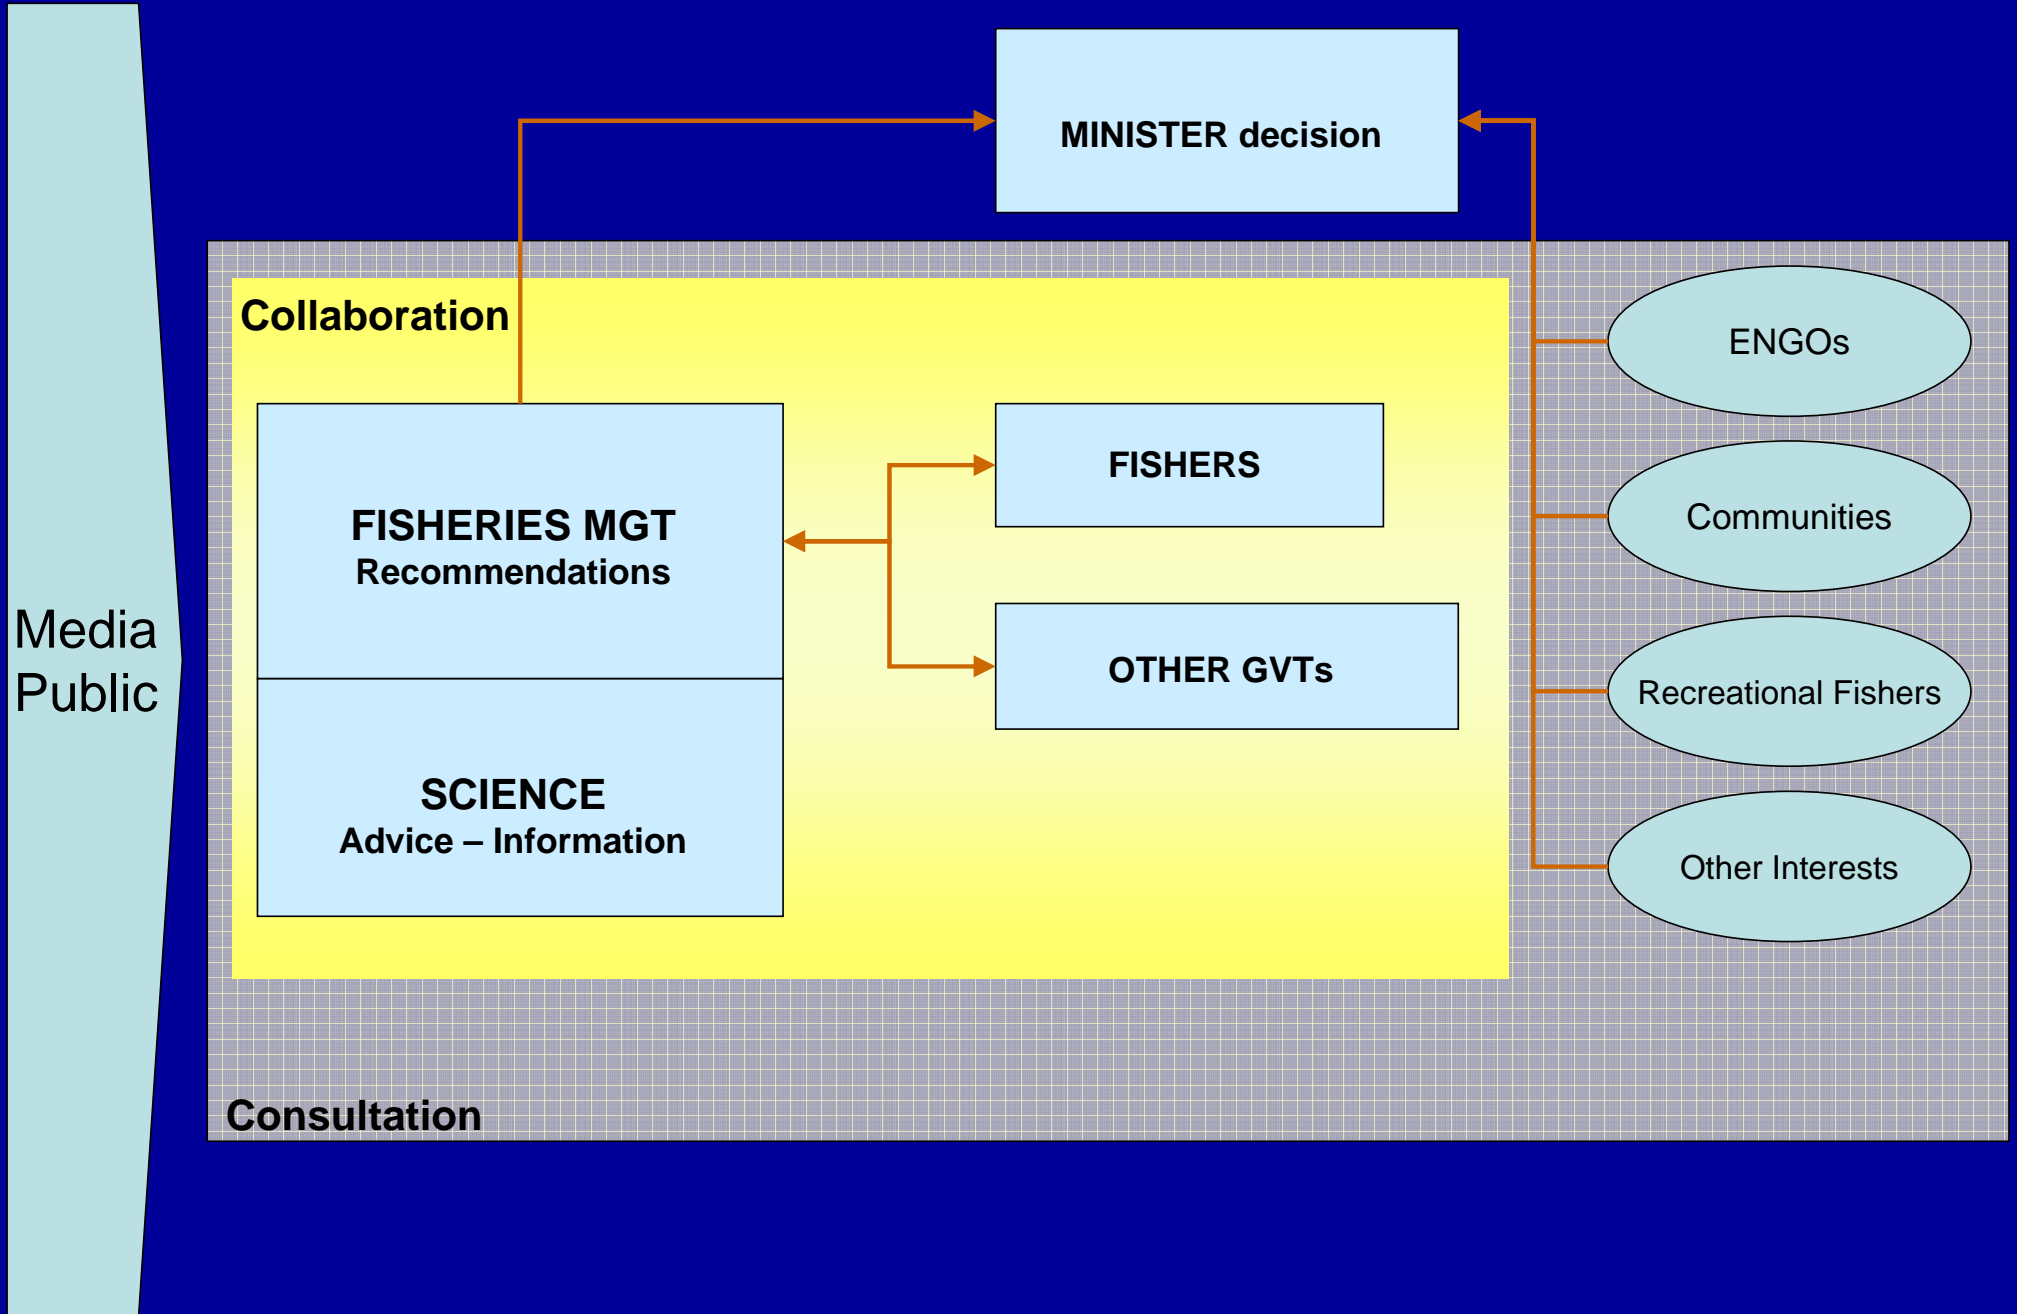 MINISTER decision
Collaboration
ENGOs
FISHERS
Communities
FISHERIES MGT
Recommendations
Media
Public
OTHER GVTs
Recreational Fishers
SCIENCE
Advice – Information
Other Interests
Consultation